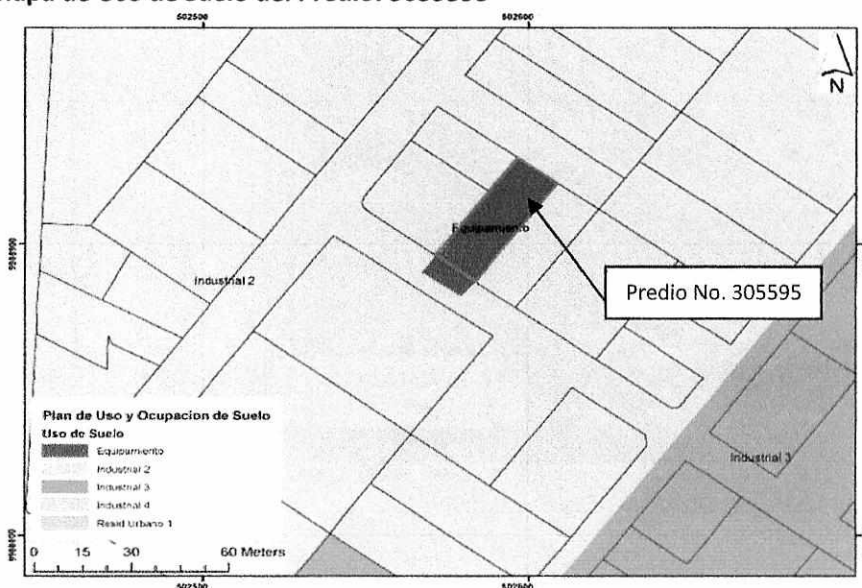 502500
502600
N
Equipamiento
Industrial 2
Predio No. 305595
Industrial 3
Plan de Uso y Ocupacion de Suelo
Uso de Suelo
Equipamiento
Industrial 2
Industrial 3
Industrial 4
Resid Urbano 1
0 15 30 60 Meters
502500
502600